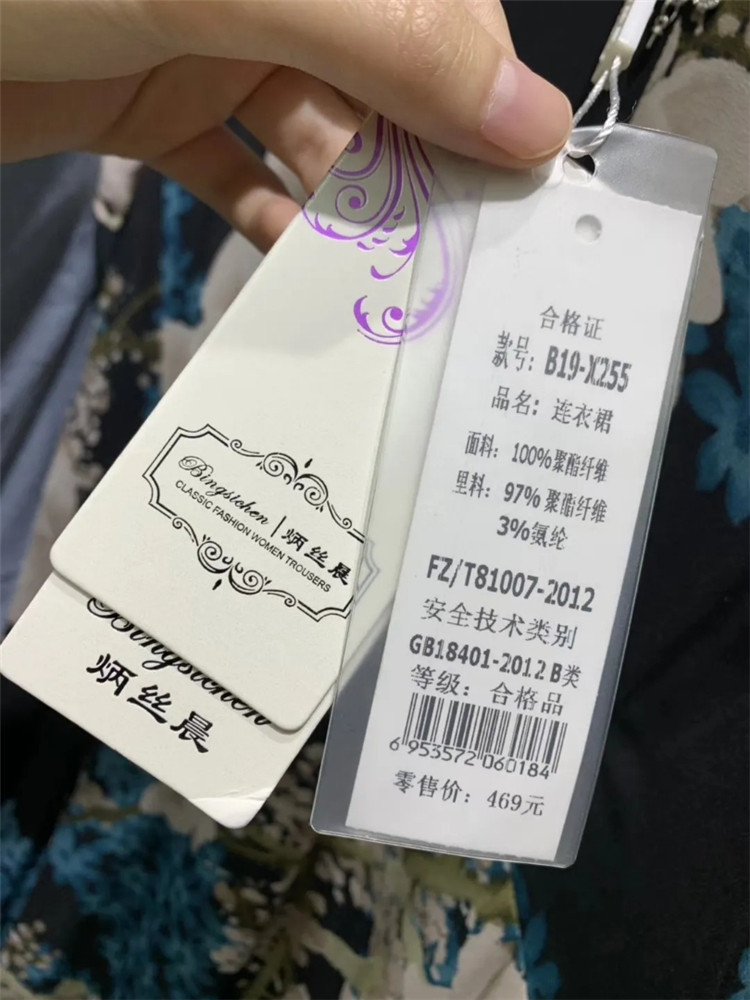 合格证
款号: B19-X255
品名: 连衣裙
面料: 100%聚酯纤维
里料: 97% 聚酯纤维
3%氨纶
FZ/T81007-2012
安全技术类别
GB18401-2012 B类
等级: 合格品
6 953572 060184
零售价: 469元
Bingsichen | 炳丝晨
CLASSIC FASHION WOMEN TROUSERS
Bingsichen
炳丝晨